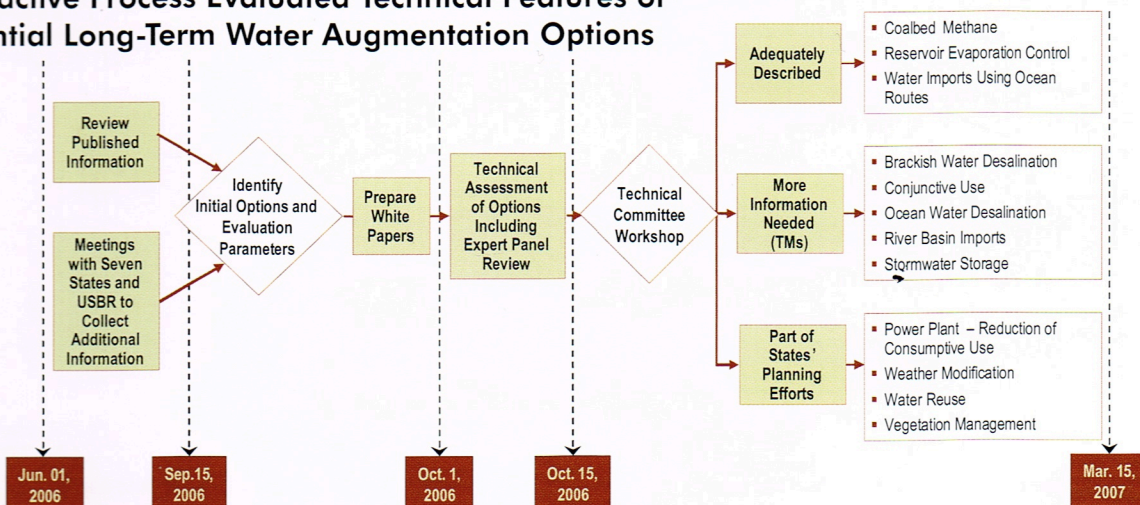 Process Evaluated Technical Features of
Long-Term Water Augmentation Options
Review
Published
Information
Meetings
with Seven
States and
USBR to
Collect
Additional
Information
Identify
Initial Options and
Evaluation
Parameters
Prepare
White
Papers
Technical
Assessment
of Options
Including
Expert Panel
Review
Technical
Committee
Workshop
Adequately
Described
▪ Coalbed Methane
▪ Reservoir Evaporation Control
▪ Water Imports Using Ocean
Routes
More
Information
Needed
(TMs)
▪ Brackish Water Desalination
▪ Conjunctive Use
▪ Ocean Water Desalination
▪ River Basin Imports
▪ Stormwater Storage
Part of
States'
Planning
Efforts
▪ Power Plant – Reduction of
Consumptive Use
▪ Weather Modification
▪ Water Reuse
▪ Vegetation Management
Jun. 01,
2006
Sep.15,
2006
Oct. 1,
2006
Oct. 15,
2006
Mar. 15,
2007